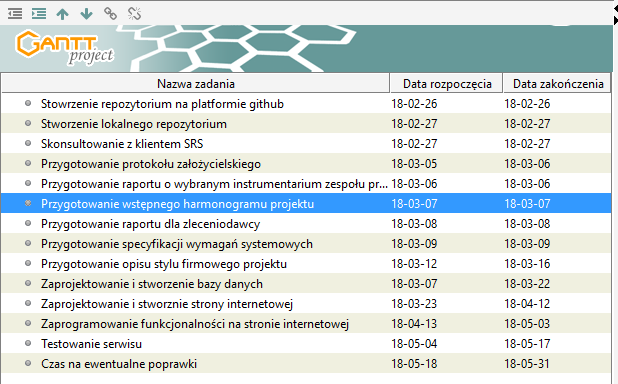 GANTT
project
Nazwa zadania Data rozpoczęcia Data zakończenia
Stowrzenie repozytorium na platformie github 18-02-26 18-02-26
Stworzenie lokalnego repozytorium 18-02-27 18-02-27
Skonsultowanie z klientem SRS 18-02-27 18-02-27
Przygotowanie protokołu założycielskiego 18-03-05 18-03-06
Przygotowanie raportu o wybranym instrumentarium zespołu pr... 18-03-06 18-03-06
Przygotowanie wstępnego harmonogramu projektu 18-03-07 18-03-07
Przygotowanie raportu dla zleceniodawcy 18-03-08 18-03-08
Przygotowanie specyfikacji wymagań systemowych 18-03-09 18-03-09
Przygotowanie opisu stylu firmowego projektu 18-03-12 18-03-16
Zaprojektowanie i stworzenie bazy danych 18-03-07 18-03-22
Zaprojektowanie i stworznie strony internetowej 18-03-23 18-04-12
Zaprogramowanie funkcjonalności na stronie internetowej 18-04-13 18-05-03
Testowanie serwisu 18-05-04 18-05-17
Czas na ewentualne poprawki 18-05-18 18-05-31